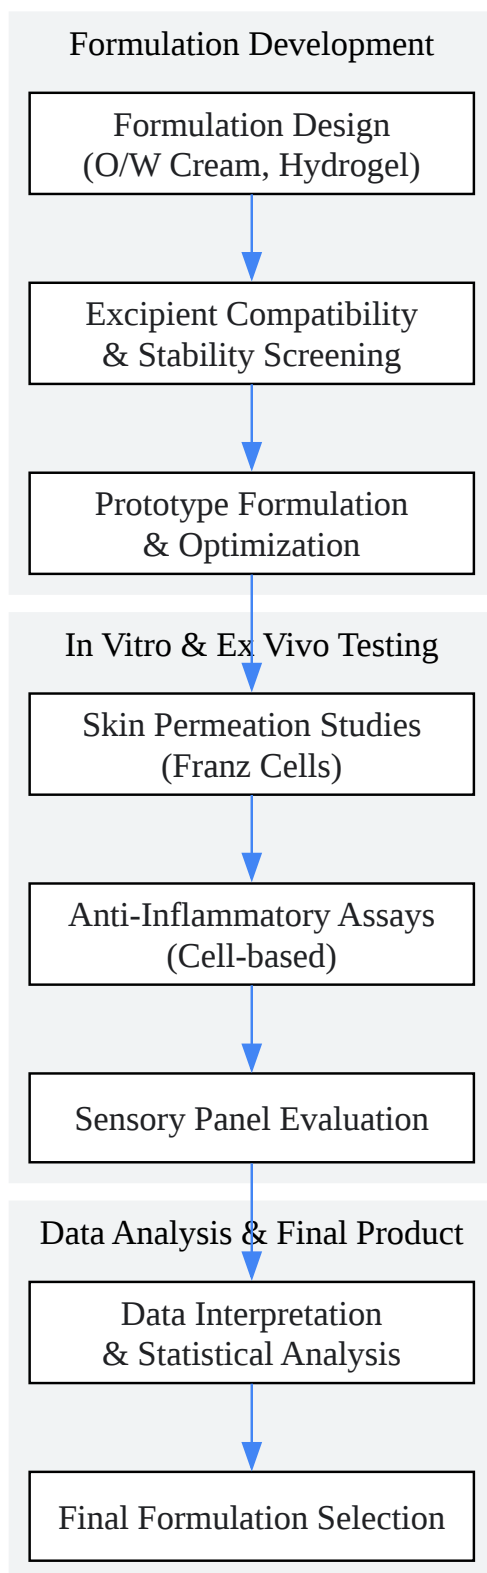 Formulation Development
Formulation Design
(O/W Cream, Hydrogel)
Excipient Compatibility
& Stability Screening
Prototype Formulation
& Optimization
In Vitro & Ex Vivo Testing
Skin Permeation Studies
(Franz Cells)
Anti-Inflammatory Assays
(Cell-based)
Sensory Panel Evaluation
Data Analysis & Final Product
Data Interpretation
& Statistical Analysis
Final Formulation Selection